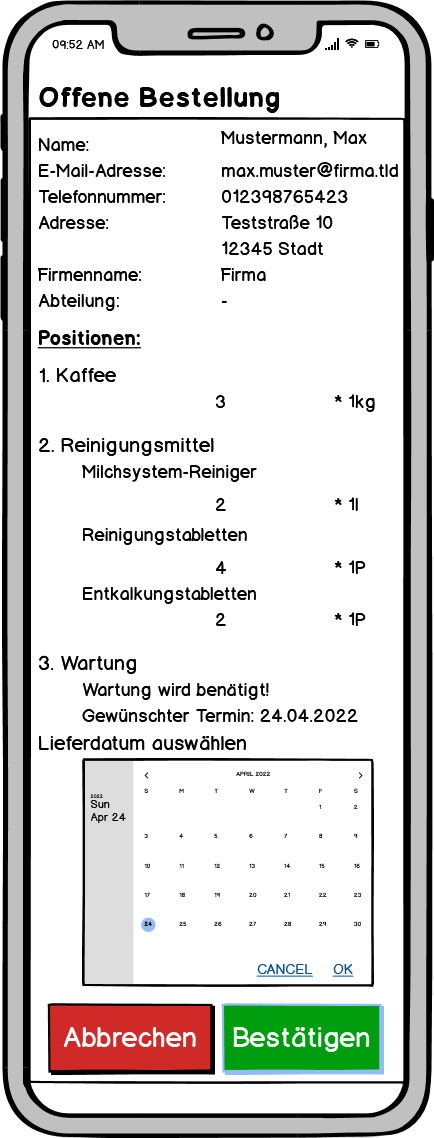 09:52 AM
Offene Bestellung
Name: Mustermann, Max
E-Mail-Adresse: max.muster@firma.tld
Telefonnummer: 012398765423
Adresse: Teststraße 10
12345 Stadt
Firmenname: Firma
Abteilung: -
Positionen:
1. Kaffee
3 * 1kg
2. Reinigungsmittel
Milchsystem-Reiniger
2 * 1l
Reinigungstabletten
4 * 1P
Entkalkungstabletten
2 * 1P
3. Wartung
Wartung wird benätigt!
Gewünschter Termin: 24.04.2022
Lieferdatum auswählen
2022
Sun
Apr 24
< APRIL 2022 >
S M T W T F S
1 2
3 4 5 6 7 8 9
10 11 12 13 14 15 16
17 18 19 20 21 22 23
24 25 26 27 28 29 30
CANCEL OK
Abbrechen Bestätigen